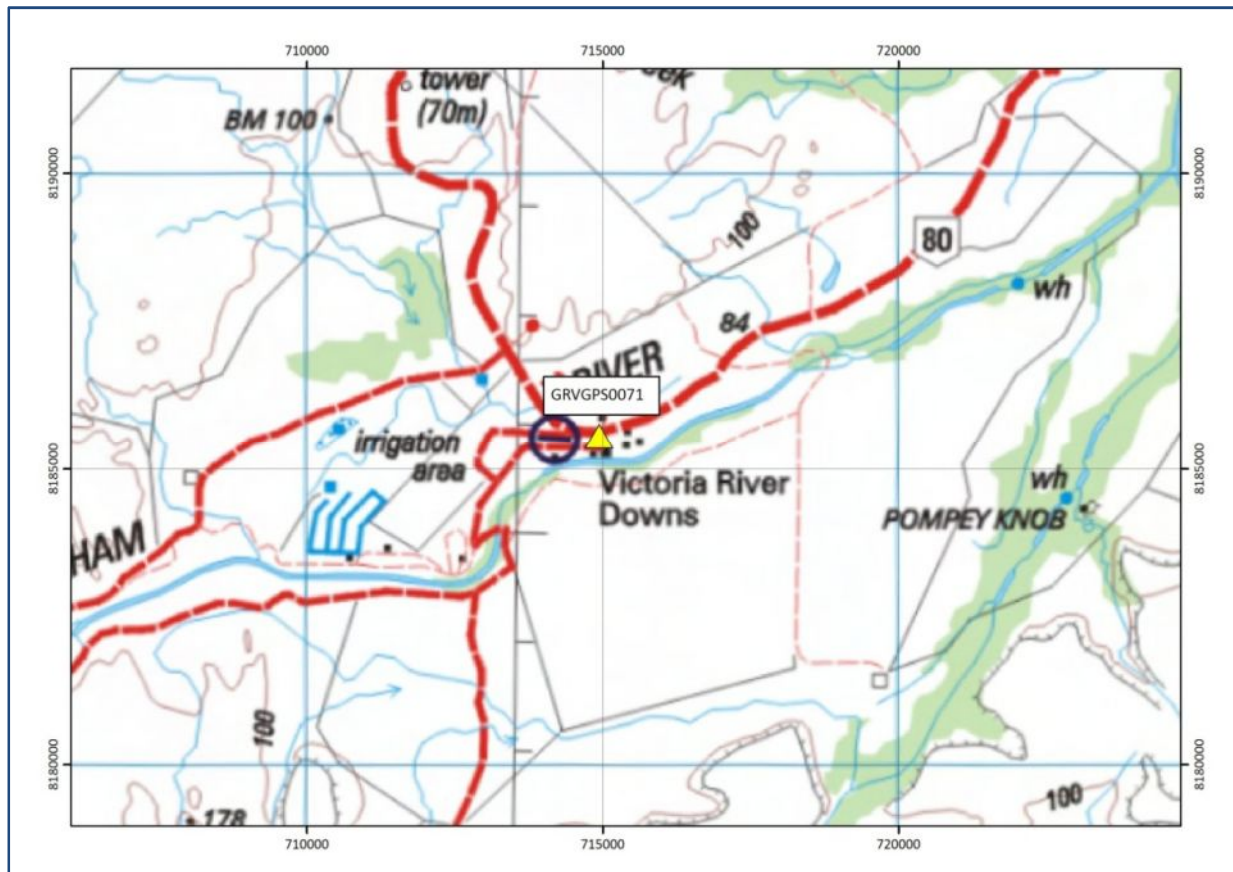 710000
715000
720000
tower
(70m)
BM 100
8190000
8190000
100
80
wh
84
RIVER
GRVGPS0071
irrigation
area
8185000
8185000
Victoria River
Downs
wh
POMPEY KNOB
HAM
100
8180000
8180000
100
178
710000
715000
720000